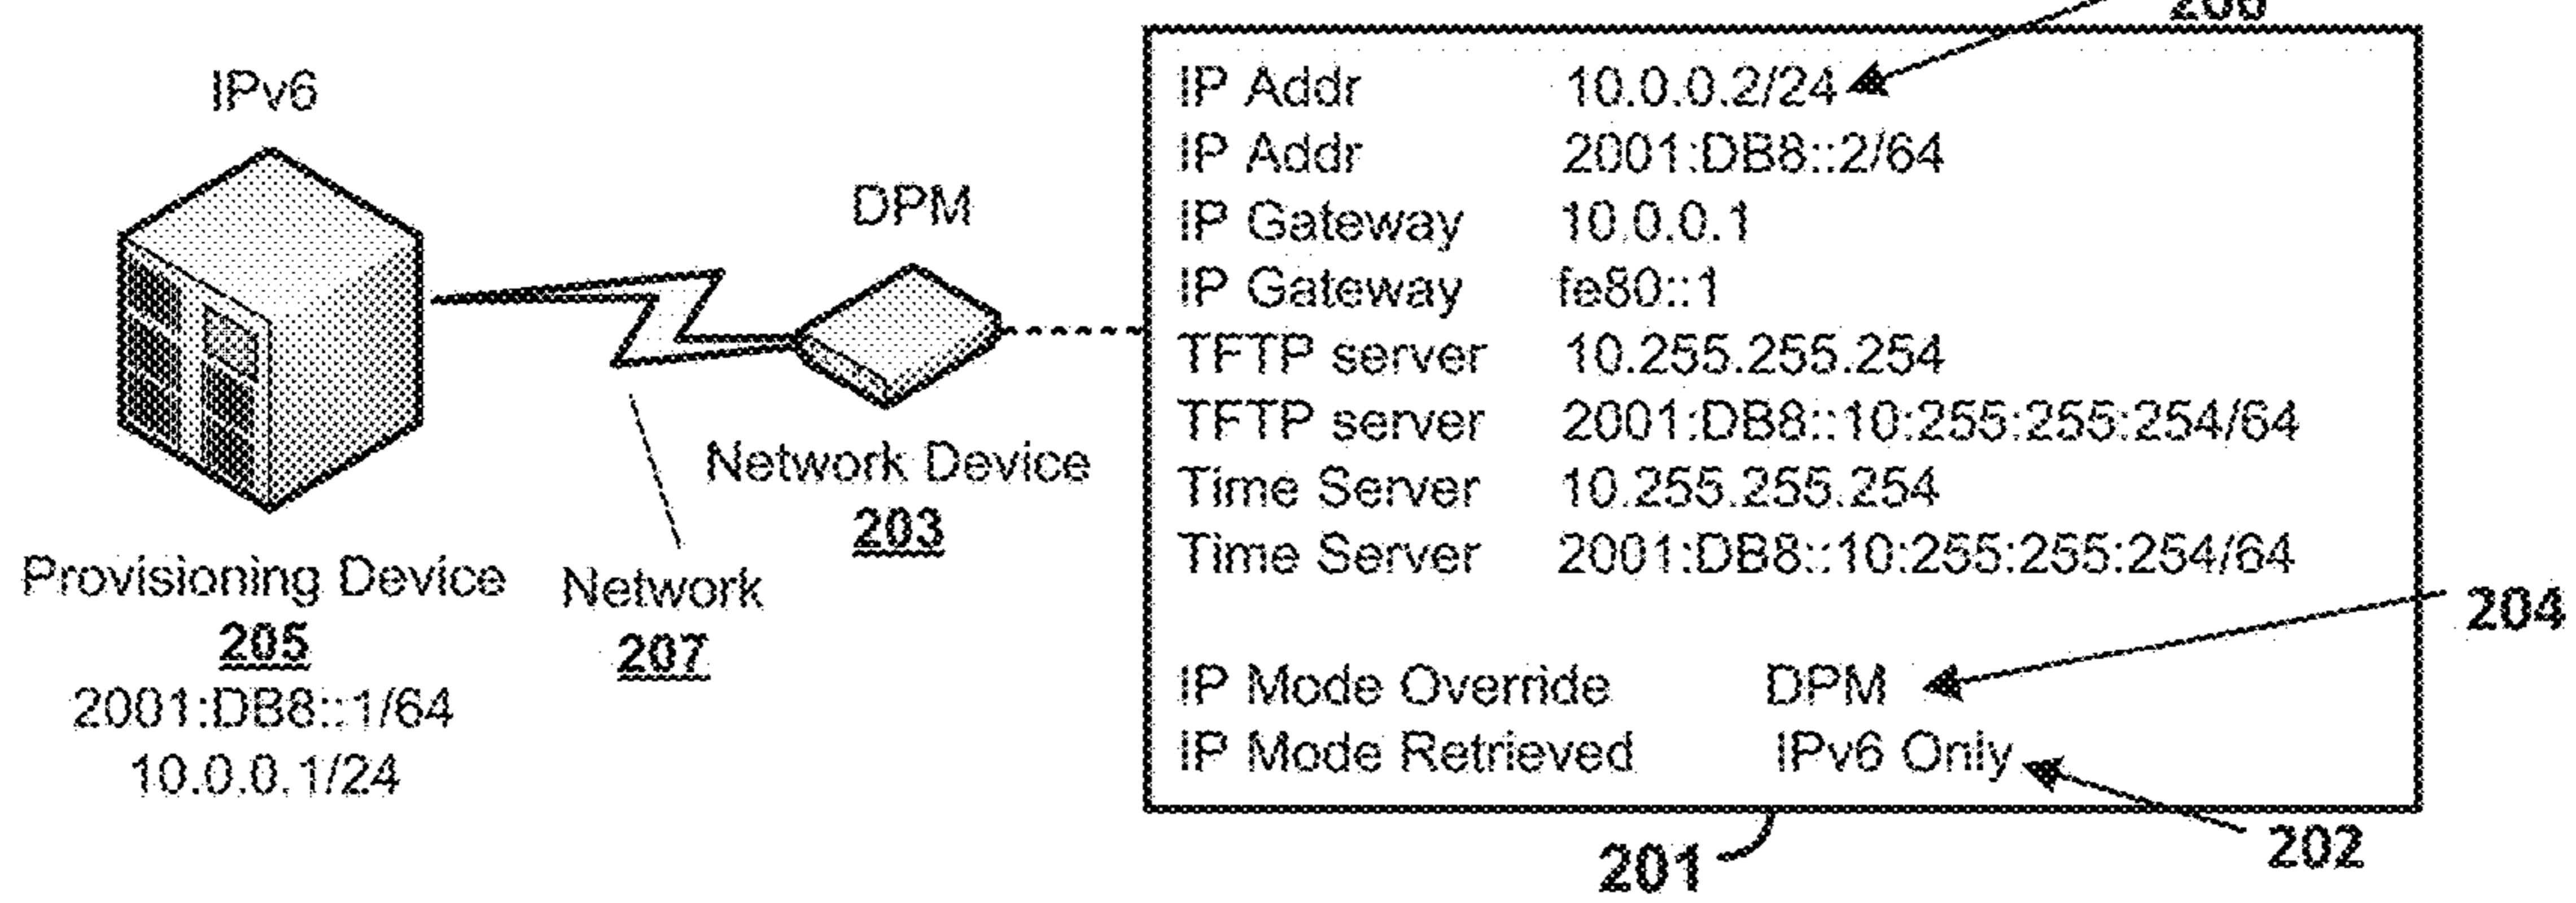 IPv6
DPM
Network Device
203
Provisioning Device
205
2001:DB8::1/64
10.0.0.1/24
Network
207
IP Addr 10.0.0.2/24
IP Addr 2001:DB8::2/64
IP Gateway 10.0.0.1
IP Gateway fe80::1
TFTP server 10.255.255.254
TFTP server 2001:DB8::10:255:255:254/64
Time Server 10.255.255.254
Time Server 2001:DB8::10:255:255:254/64
IP Mode Override DPM
IP Mode Retrieved IPv6 Only
204
202
201